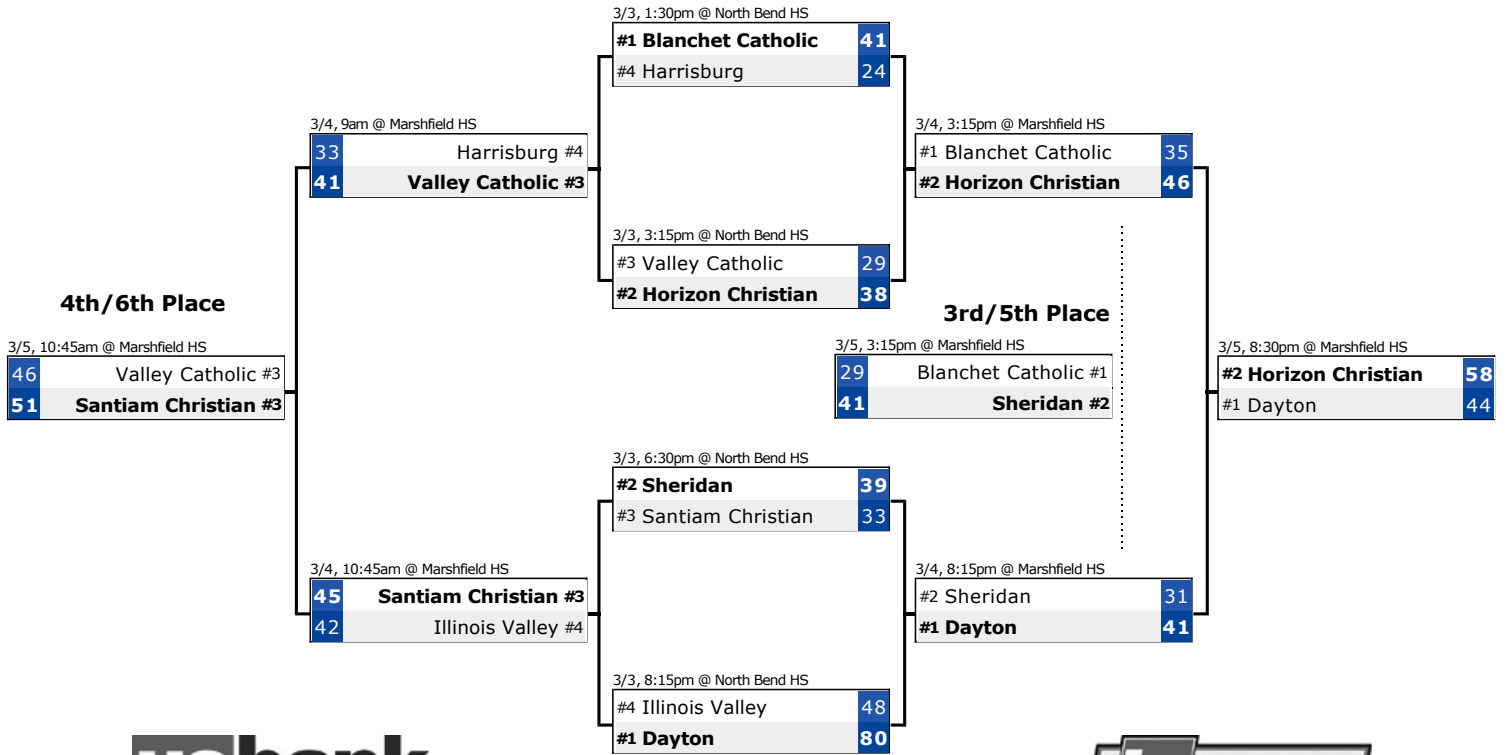 3/3, 1:30pm @ North Bend HS
#1 Blanchet Catholic 41
#4 Harrisburg 24
3/4, 9am @ Marshfield HS
33 Harrisburg #4
41 Valley Catholic #3
3/4, 3:15pm @ Marshfield HS
#1 Blanchet Catholic 35
#2 Horizon Christian 46
3/3, 3:15pm @ North Bend HS
#3 Valley Catholic 29
#2 Horizon Christian 38
4th/6th Place
3/5, 10:45am @ Marshfield HS
46 Valley Catholic #3
51 Santiam Christian #3
3rd/5th Place
3/5, 3:15pm @ Marshfield HS
29 Blanchet Catholic #1
41 Sheridan #2
3/5, 8:30pm @ Marshfield HS
#2 Horizon Christian 58
#1 Dayton 44
3/3, 6:30pm @ North Bend HS
#2 Sheridan 39
#3 Santiam Christian 33
3/4, 10:45am @ Marshfield HS
45 Santiam Christian #3
42 Illinois Valley #4
3/4, 8:15pm @ Marshfield HS
#2 Sheridan 31
#1 Dayton 41
3/3, 8:15pm @ North Bend HS
#4 Illinois Valley 48
#1 Dayton 80